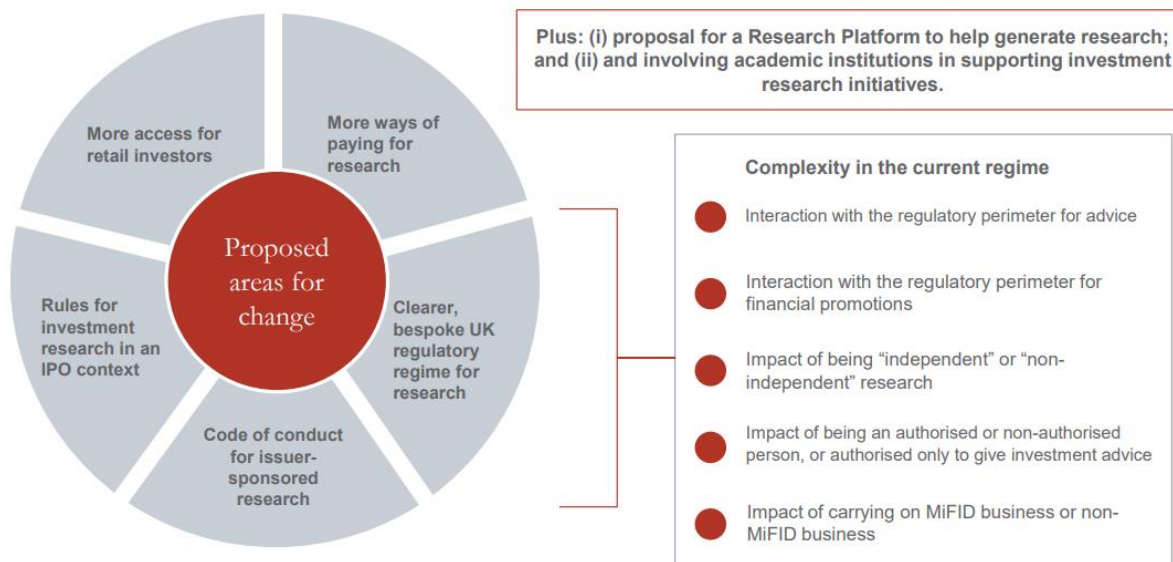 Plus: (i) proposal for a Research Platform to help generate research;
and (ii) and involving academic institutions in supporting investment
research initiatives.
More access for
retail investors
More ways of
paying for
research
Proposed
areas for
change
Rules for
investment
research in an
IPO context
Clearer,
bespoke UK
regulatory
regime for
research
Code of conduct
for issuer-
sponsored
research
Complexity in the current regime
Interaction with the regulatory perimeter for advice
Interaction with the regulatory perimeter for
financial promotions
Impact of being “independent” or “non-
independent” research
Impact of being an authorised or non-authorised
person, or authorised only to give investment advice
Impact of carrying on MiFID business or non-
MiFID business